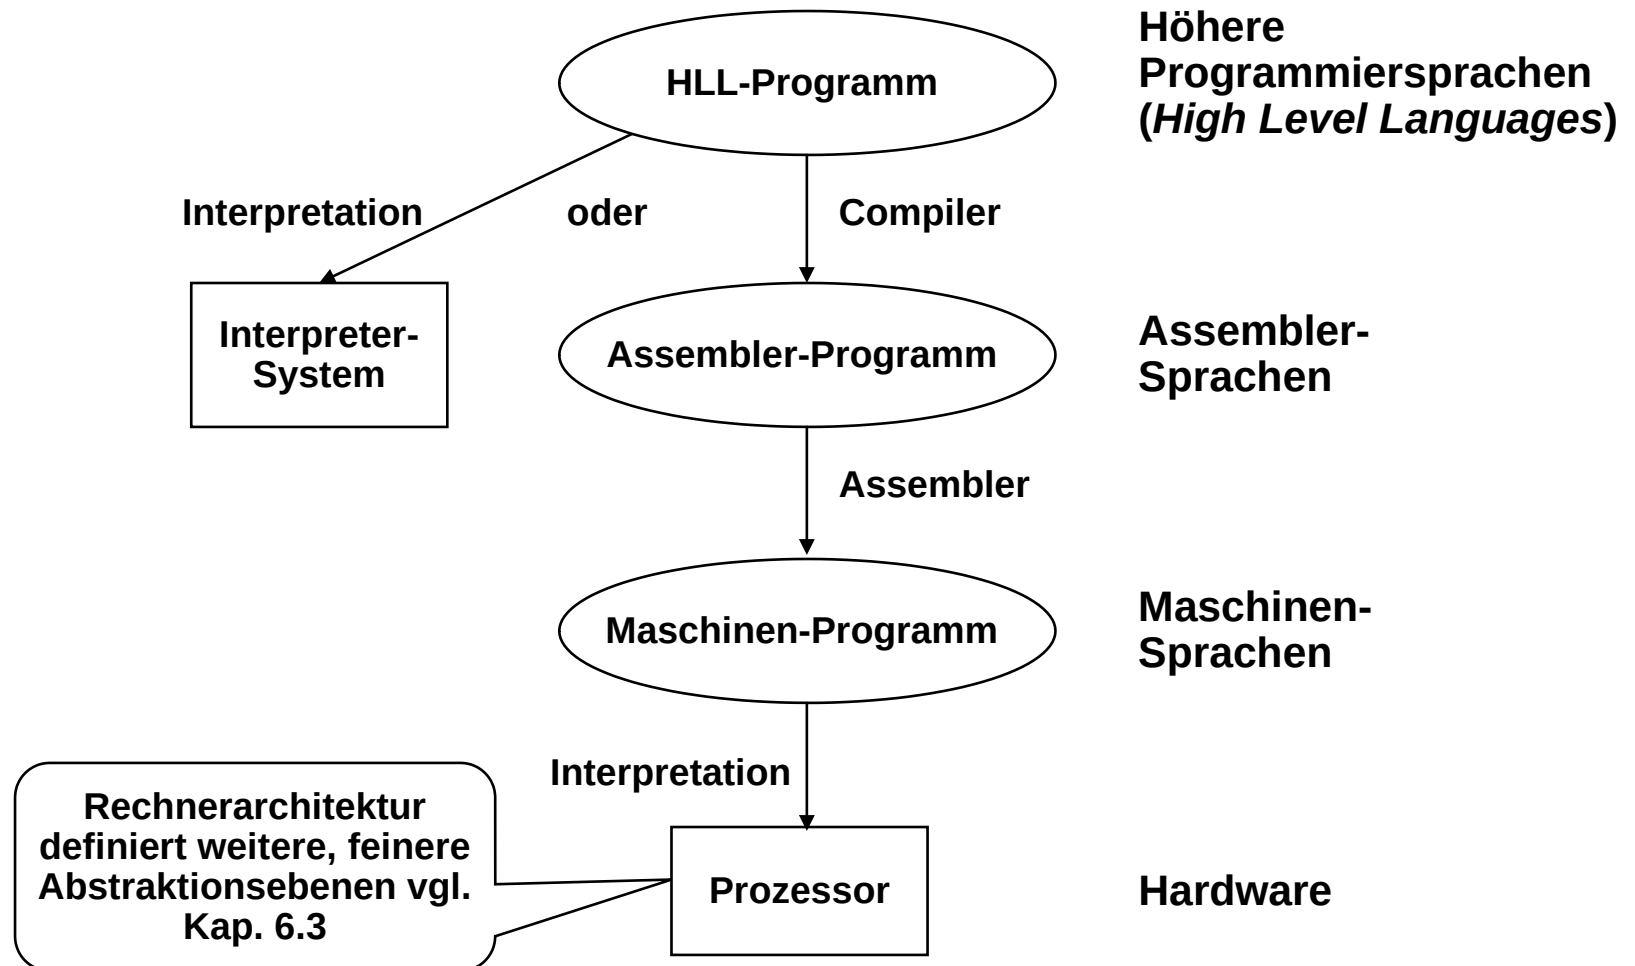 HLL-Programm
Höhere
Programmiersprachen
(High Level Languages)
Interpretation
oder
Compiler
Interpreter-
System
Assembler-Programm
Assembler-
Sprachen
Assembler
Maschinen-Programm
Maschinen-
Sprachen
Interpretation
Rechnerarchitektur
definiert weitere, feinere
Abstraktionsebenen vgl.
Kap. 6.3
Prozessor
Hardware